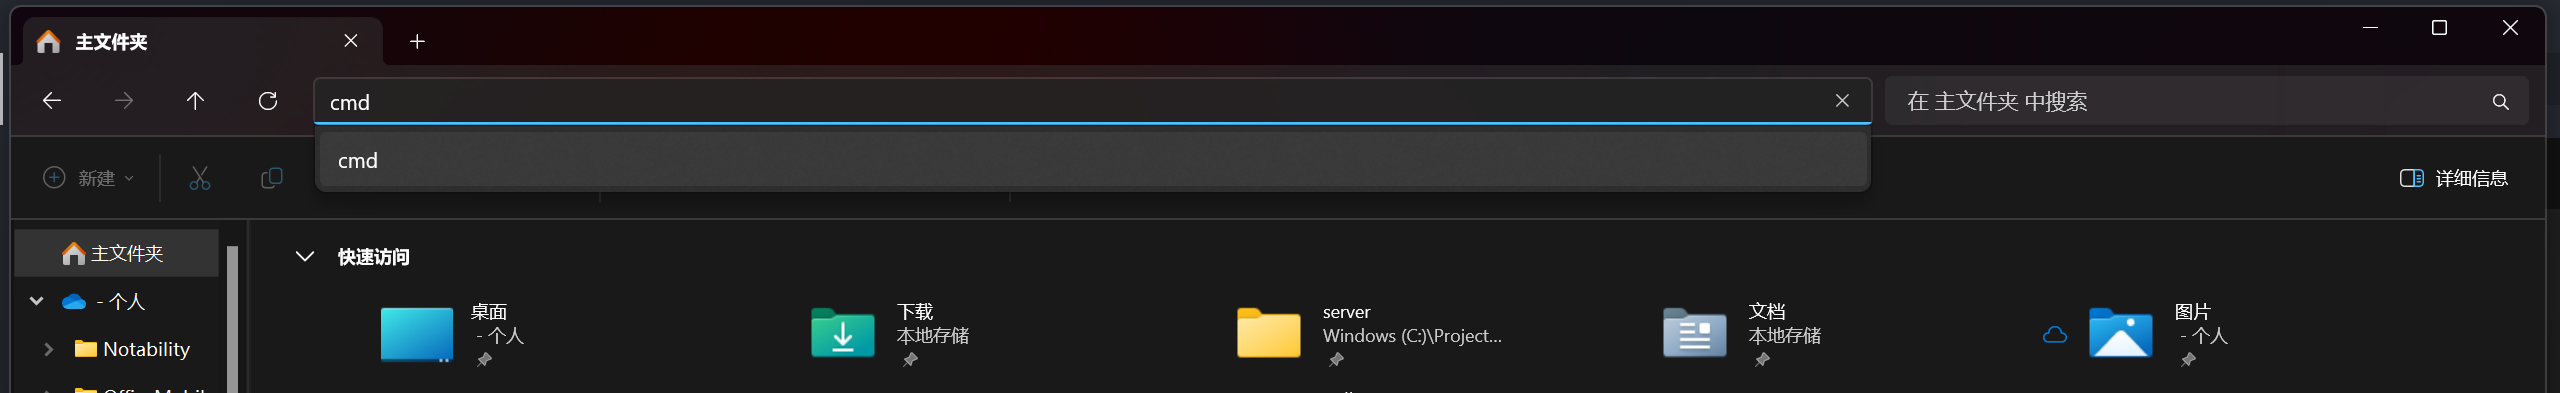 主文件夹
cmd
在 主文件夹 中搜索
cmd
新建
详细信息
主文件夹
- 个人
Notability
快速访问
桌面
- 个人
下载
本地存储
server
Windows (C:)\Project...
文档
本地存储
图片
- 个人